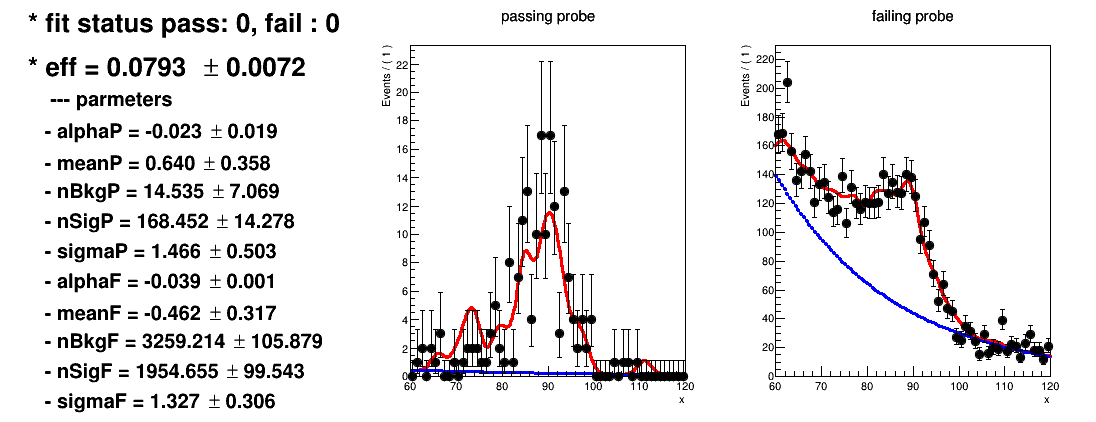 * fit status pass: 0, fail : 0
* eff = 0.0793 ± 0.0072
--- parmeters
- alphaP = -0.023 ± 0.019
- meanP = 0.640 ± 0.358
- nBkgP = 14.535 ± 7.069
- nSigP = 168.452 ± 14.278
- sigmaP = 1.466 ± 0.503
- alphaF = -0.039 ± 0.001
- meanF = -0.462 ± 0.317
- nBkgF = 3259.214 ± 105.879
- nSigF = 1954.655 ± 99.543
- sigmaF = 1.327 ± 0.306
passing probe
Events / ( 1 )
22
20
18
16
14
12
10
8
6
4
2
0
60 70 80 90 100 110 120
x
failing probe
Events / ( 1 )
220
200
180
160
140
120
100
80
60
40
20
0
60 70 80 90 100 110 120
x